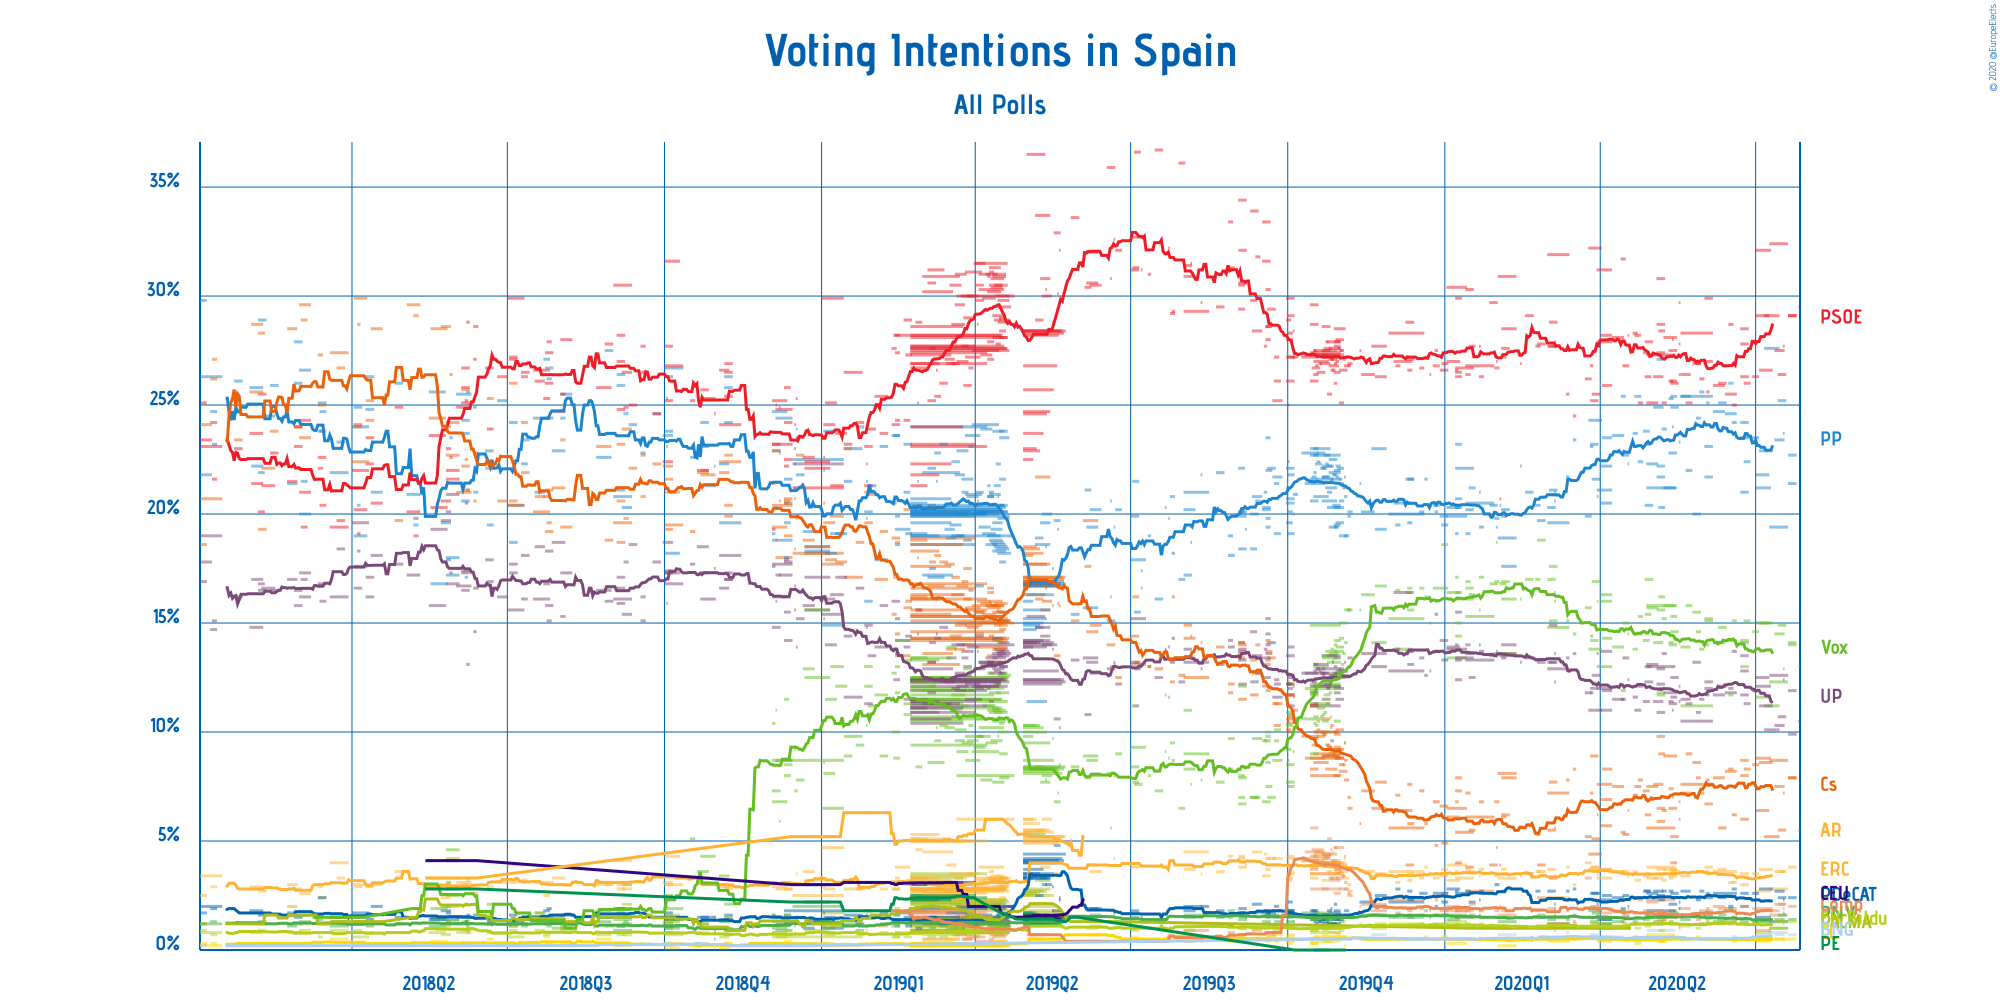 Voting Intentions in Spain
All Polls
© 2020 @EuropeElects
35%
30%
25%
20%
15%
10%
5%
0%
PSOE
PP
Vox
UP
Cs
AR
ERC
CEU
PE
2018Q2
2018Q3
2018Q4
2019Q1
2019Q2
2019Q3
2019Q4
2020Q1
2020Q2